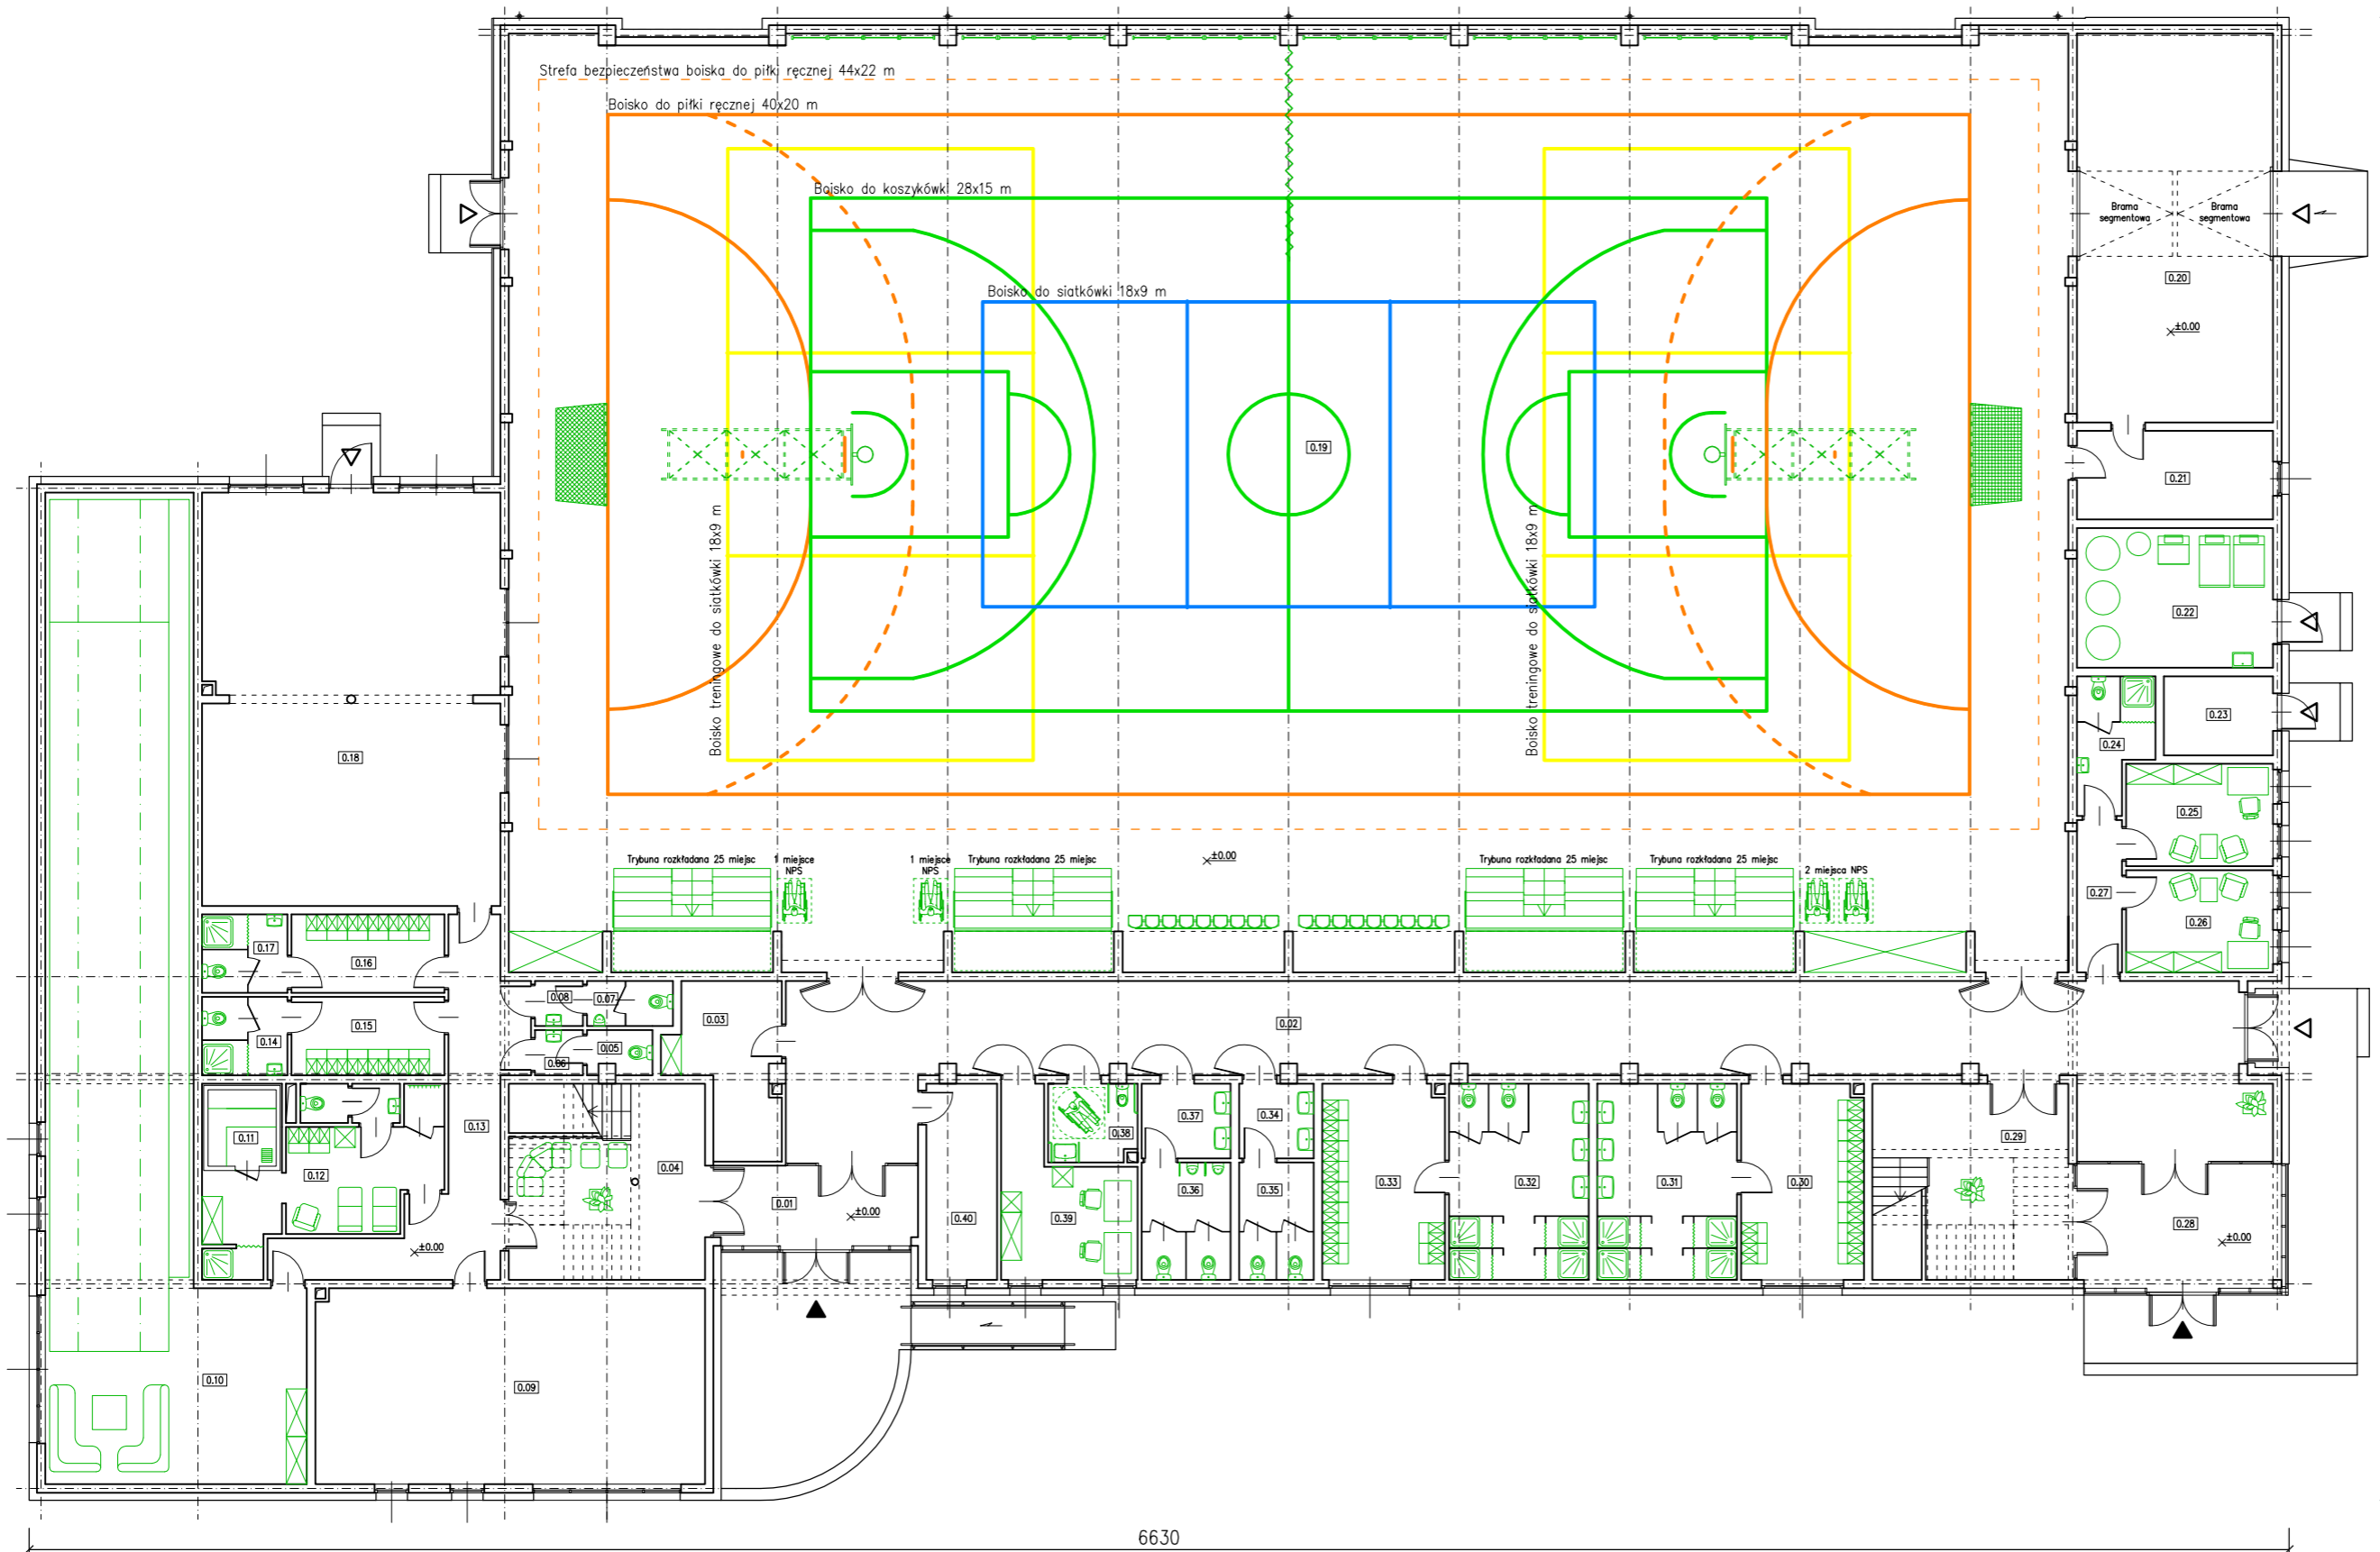 Strefa bezpieczeństwa boiska do piłki ręcznej 44x22 m
Boisko do piłki ręcznej 40x20 m
Boisko do koszykówki 28x15 m
Brama
segmentowa
Brama
segmentowa
0.20
Boisko do siatkówki 18x9 m
±0.00
0.19
0.21
Boisko treningowe do siatkówki 18x9 m
Boisko treningowe do siatkówki 18x9 m
0.22
0.23
0.24
0.18
0.25
Trybuna rozkładana 25 miejsc
1 miejsce
NPS
1 miejsce
NPS
Trybuna rozkładana 25 miejsc
±0.00
Trybuna rozkładana 25 miejsc
Trybuna rozkładana 25 miejsc
2 miejsca NPS
0.27
0.26
0.17
0.16
0.08
0.07
0.03
0.02
0.15
0.14
0.06
0.05
0.11
0.13
0.12
0.04
0.01
±0.00
0.40
0.38
0.39
0.37
0.36
0.34
0.35
0.33
0.32
0.31
0.30
0.29
0.28
±0.00
±0.00
0.10
0.09
6630